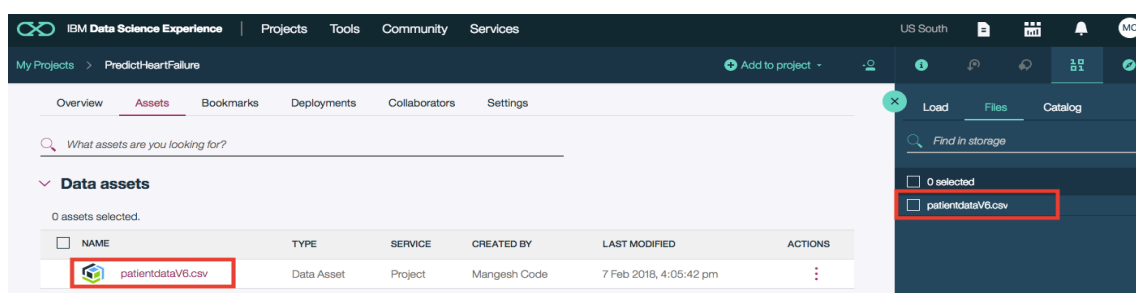 IBM Data Science Experience | Projects Tools Community Services US South
My Projects > PredictHeartFailure Add to project
Overview Assets Bookmarks Deployments Collaborators Settings
What assets are you looking for?
Data assets
0 assets selected.
NAME TYPE SERVICE CREATED BY LAST MODIFIED ACTIONS
patientdataV6.csv Data Asset Project Mangesh Code 7 Feb 2018, 4:05:42 pm
Load Files Catalog
Find in storage
0 selected
patientdataV6.csv